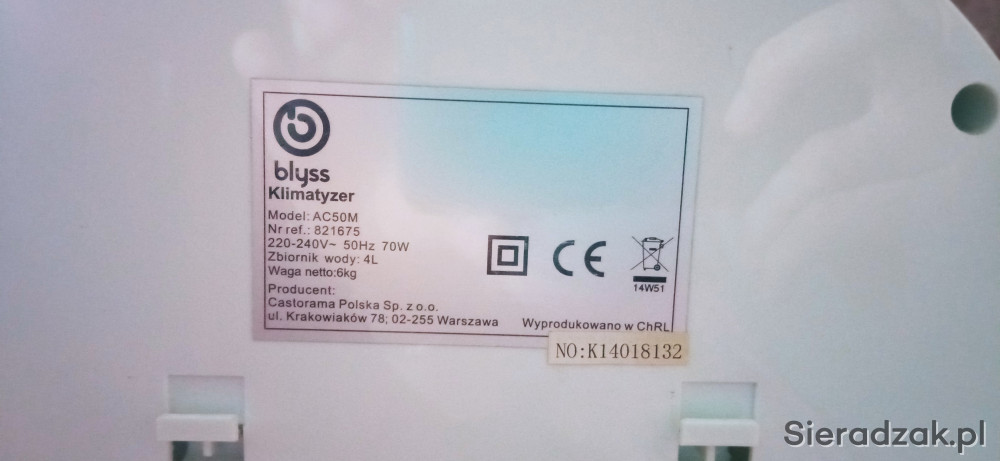 blyss
Klimatyzer
Model: AC50M
Nr ref.: 821675
220-240V~ 50Hz 70W
Zbiornik wody: 4L
Waga netto:6kg
Producent:
Castorama Polska Sp. z o.o.
ul. Krakowiaków 78; 02-255 Warszawa
CE
14W51
Wyprodukowano w ChRL
NO:K14018132
Sieradzak.pl